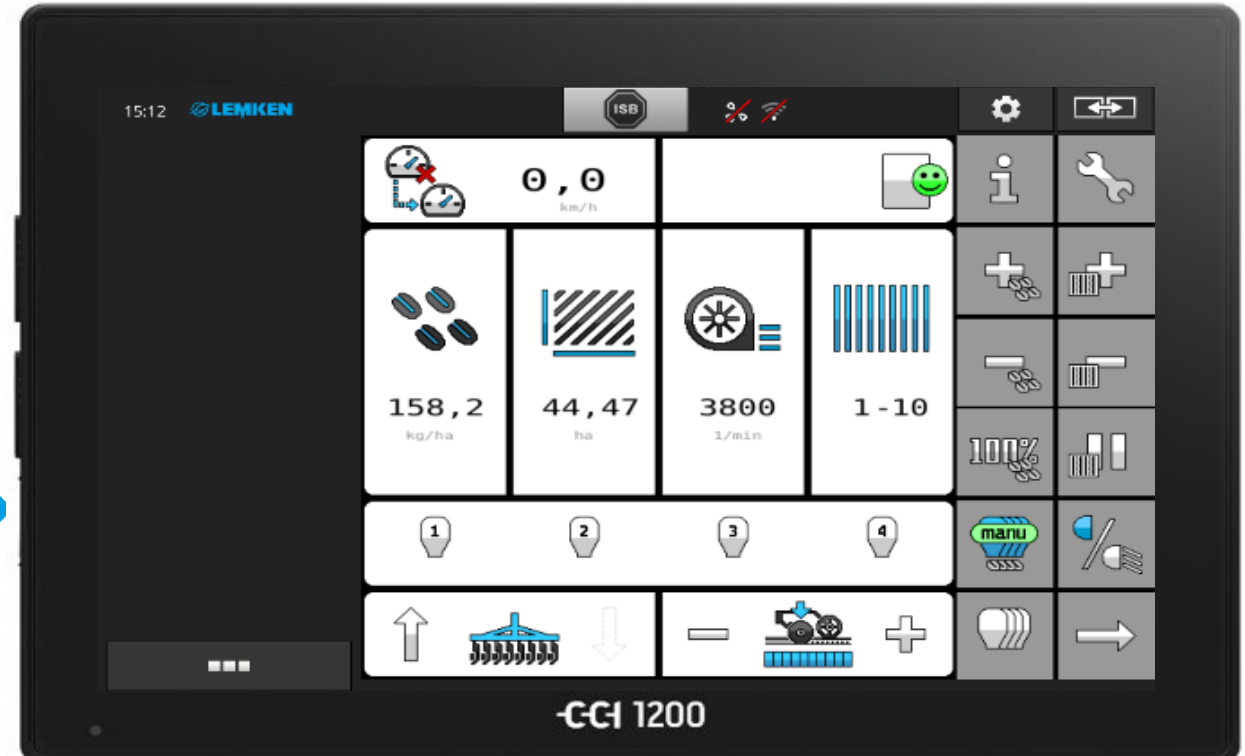 15:12 LEMKEN ISB
0,0
km/h
i
158,2 44,47 3800 1-10
kg/ha ha 1/min
100%
1 2 3 4 manu
CCI 1200